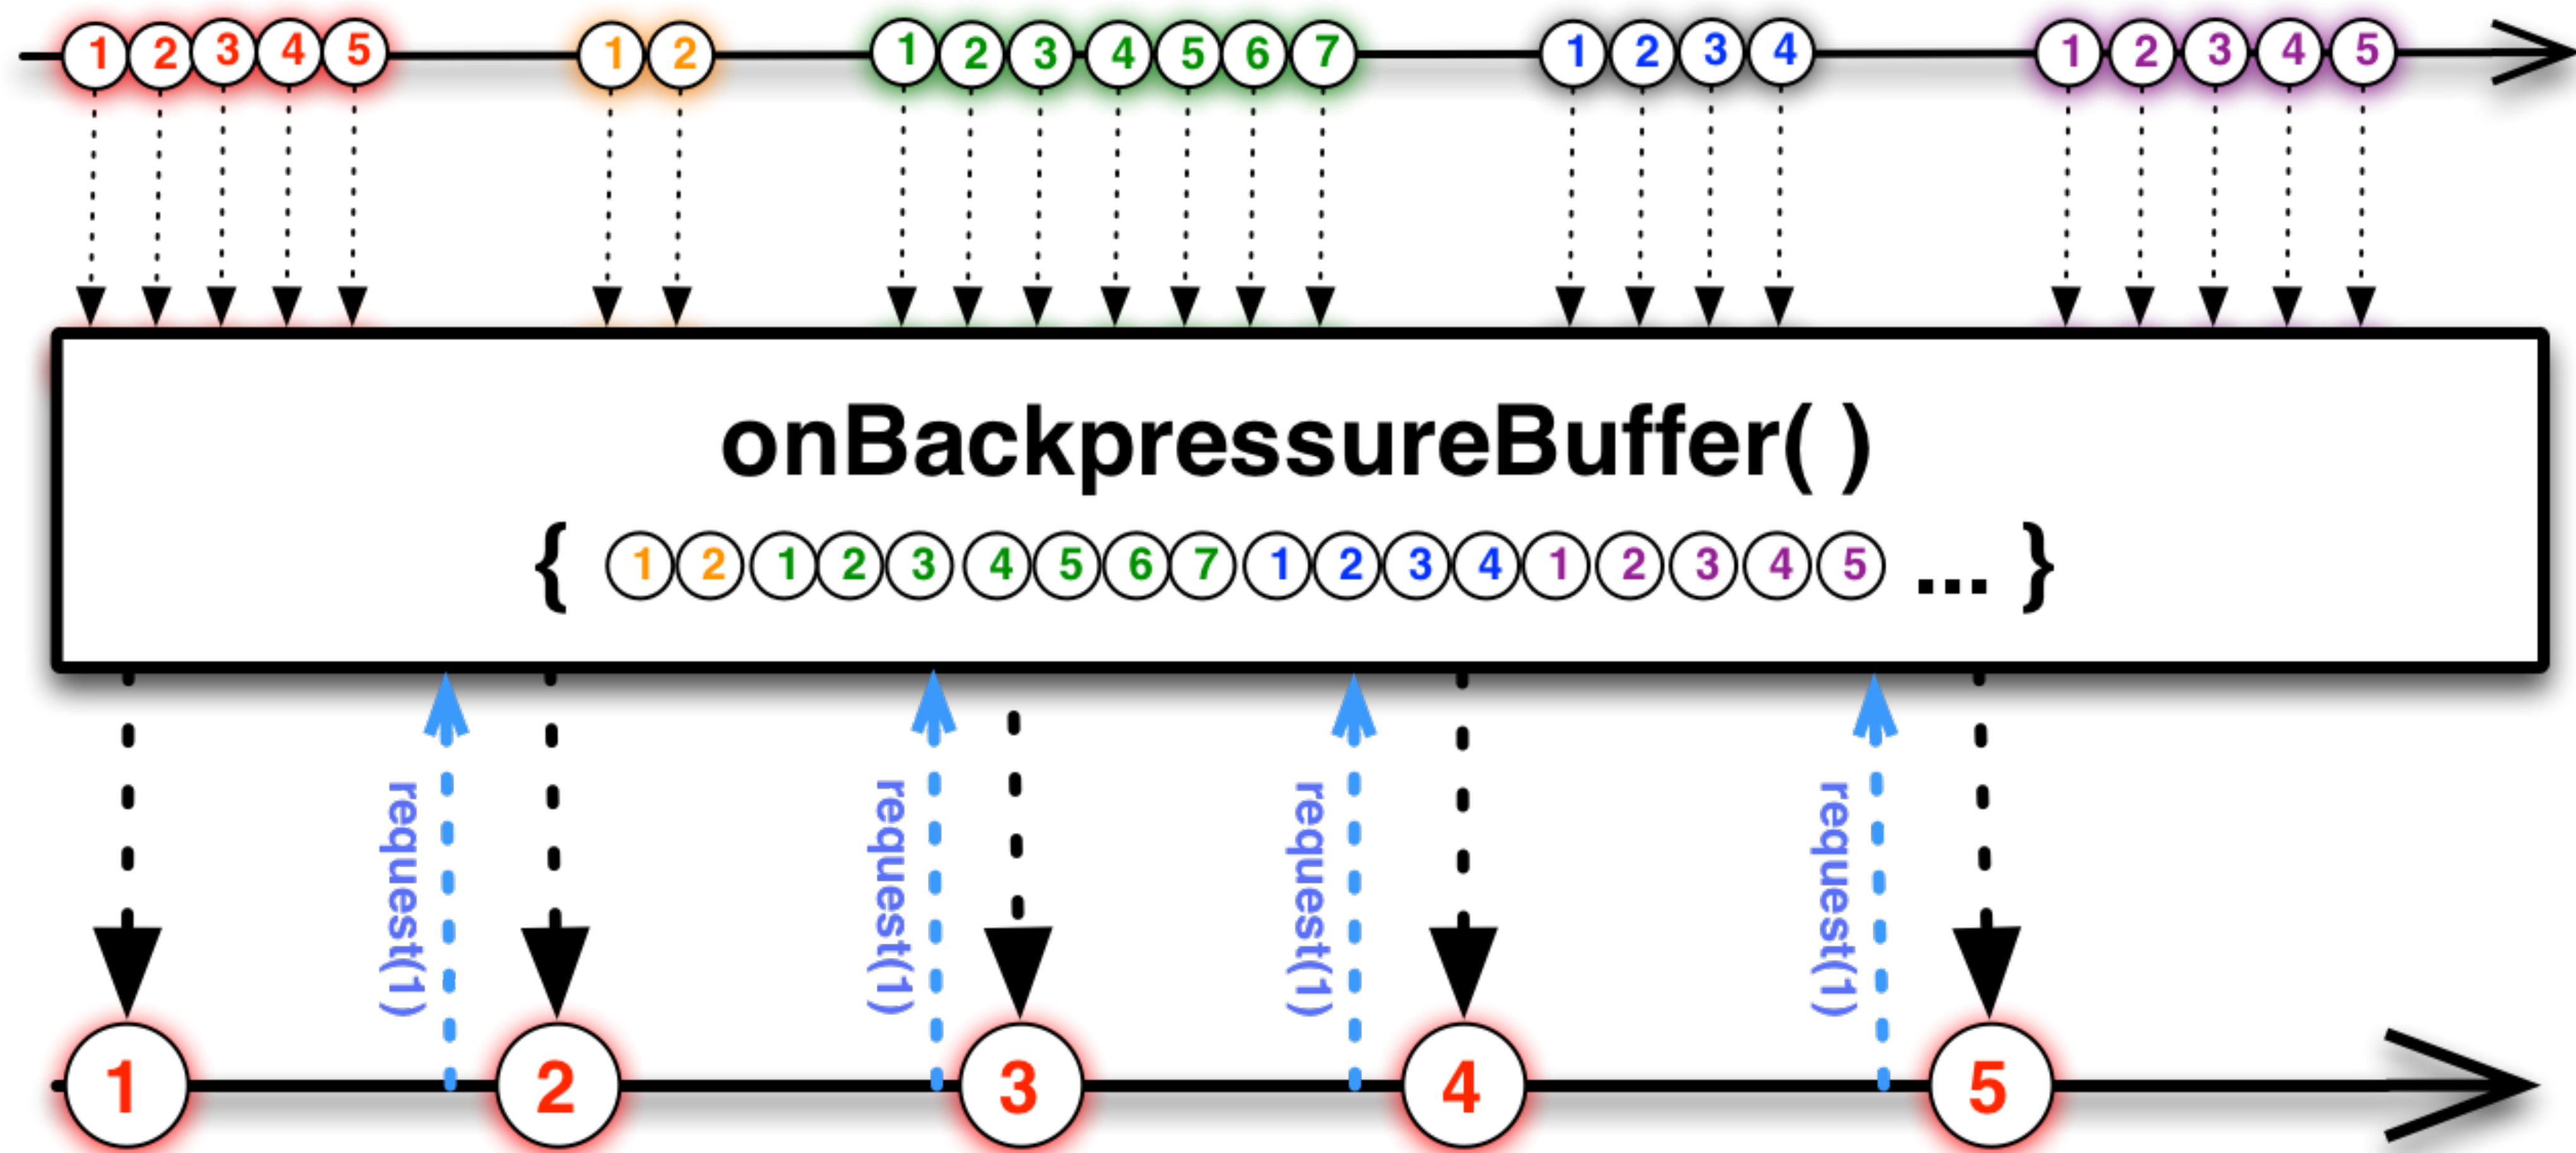 1 2 3 4 5 1 2 1 2 3 4 5 6 7 1 2 3 4 1 2 3 4 5
onBackpressureBuffer( )
{ 1 2 1 2 3 4 5 6 7 1 2 3 4 1 2 3 4 5 ... }
request(1)
request(1)
request(1)
request(1)
1 2 3 4 5